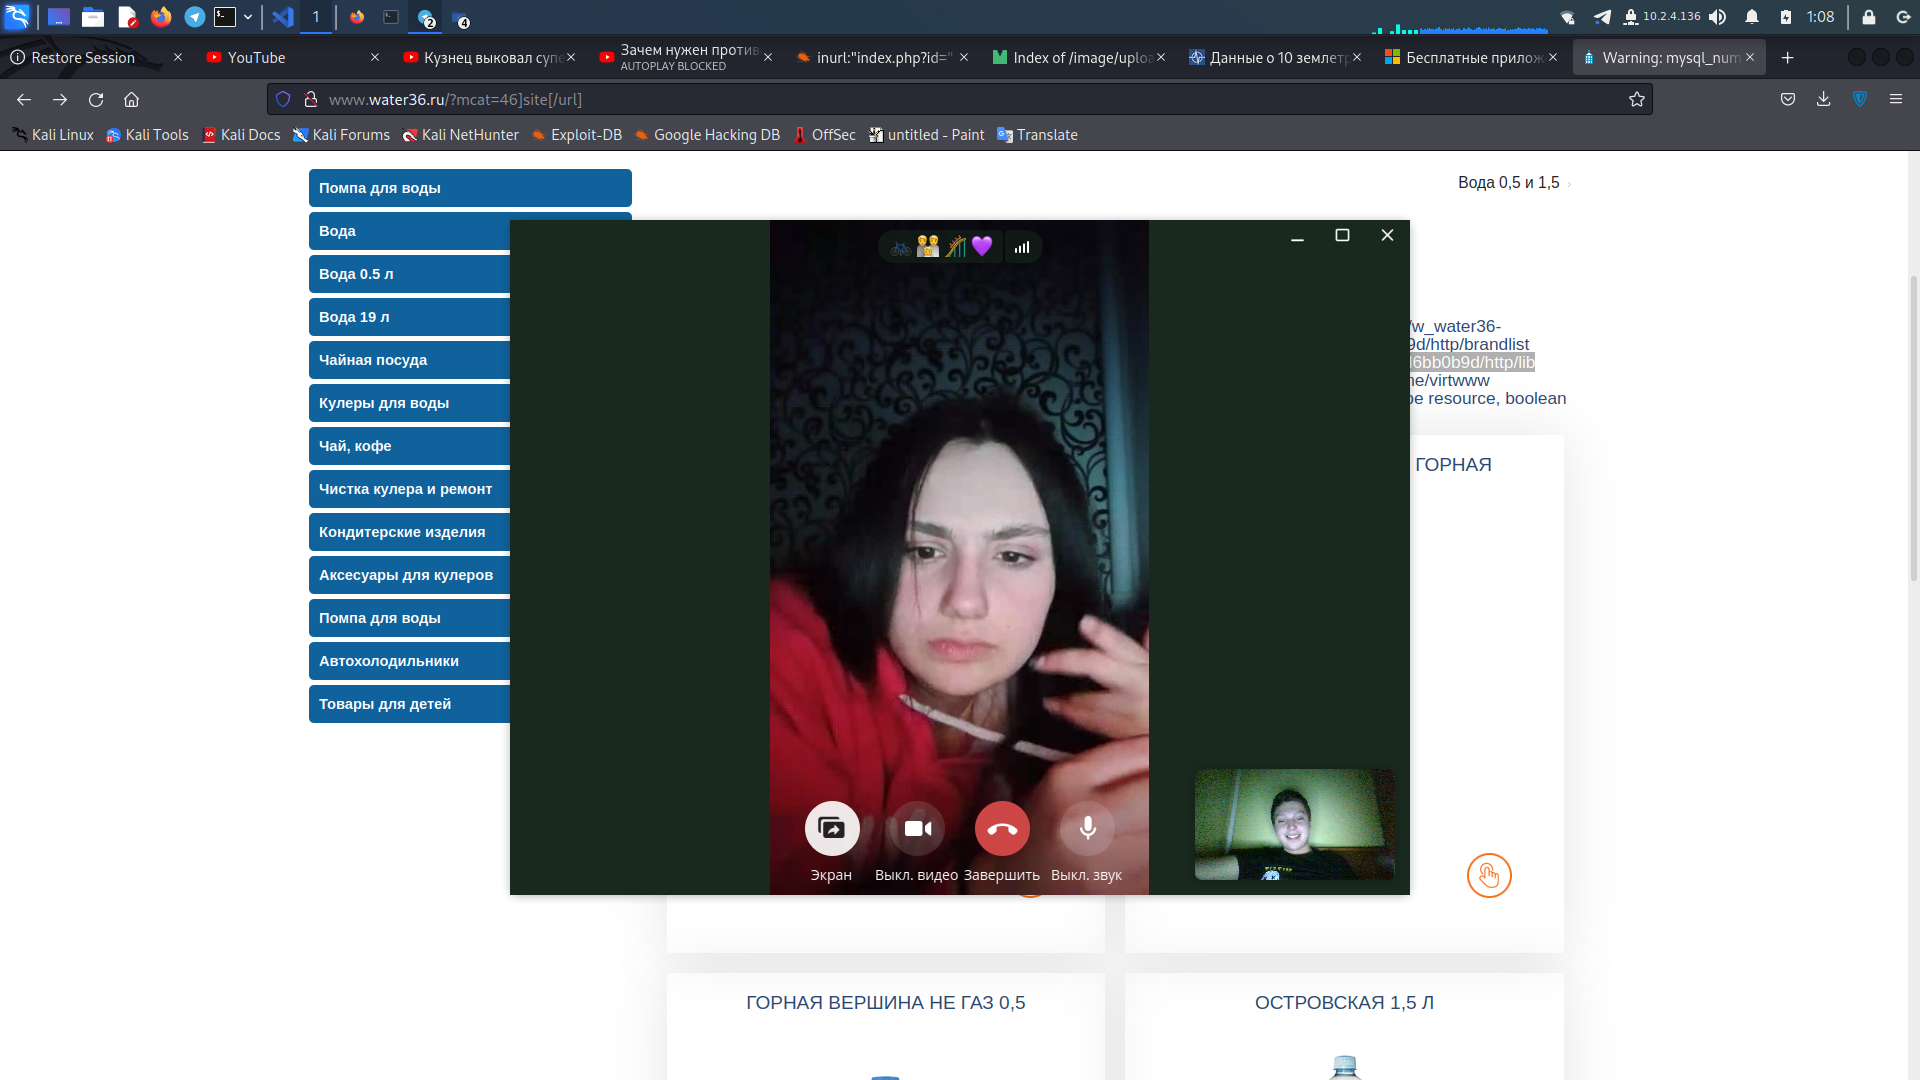 1
2
4
10.2.4.136
1:08
Restore Session
YouTube
Кузнец выковал супе
Зачем нужен против
AUTOPLAY BLOCKED
inurl:"index.php?id="
Index of /image/uploa
Данные о 10 землетр
Бесплатные прилож
Warning: mysql_num
www.water36.ru/?mcat=46]site[/url]
Kali Linux
Kali Tools
Kali Docs
Kali Forums
Kali NetHunter
Exploit-DB
Google Hacking DB
OffSec
untitled - Paint
Translate
Помпа для воды
Вода
Вода 0.5 л
Вода 19 л
Чайная посуда
Кулеры для воды
Чай, кофе
Чистка кулера и ремонт
Кондитерские изделия
Аксесуары для кулеров
Помпа для воды
Автохолодильники
Товары для детей
Вода 0,5 и 1,5
/w_water36-
9d/http/brandlist
l6bb0b9d/http/lib
ne/virtwww
pe resource, boolean
ГОРНАЯ
Экран
Выкл. видео
Завершить
Выкл. звук
ГОРНАЯ ВЕРШИНА НЕ ГАЗ 0,5
ОСТРОВСКАЯ 1,5 Л